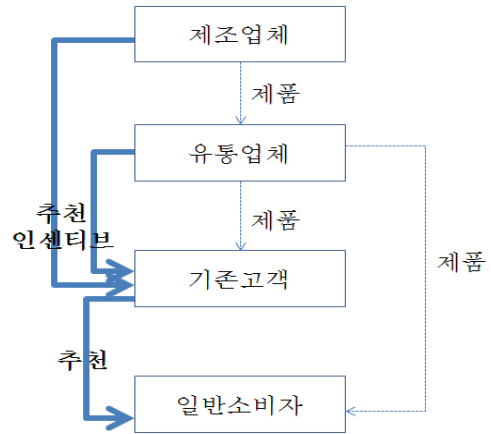 제조업체
제품
유통업체
제품
추천
인센티브
기존고객
제품
추천
일반소비자